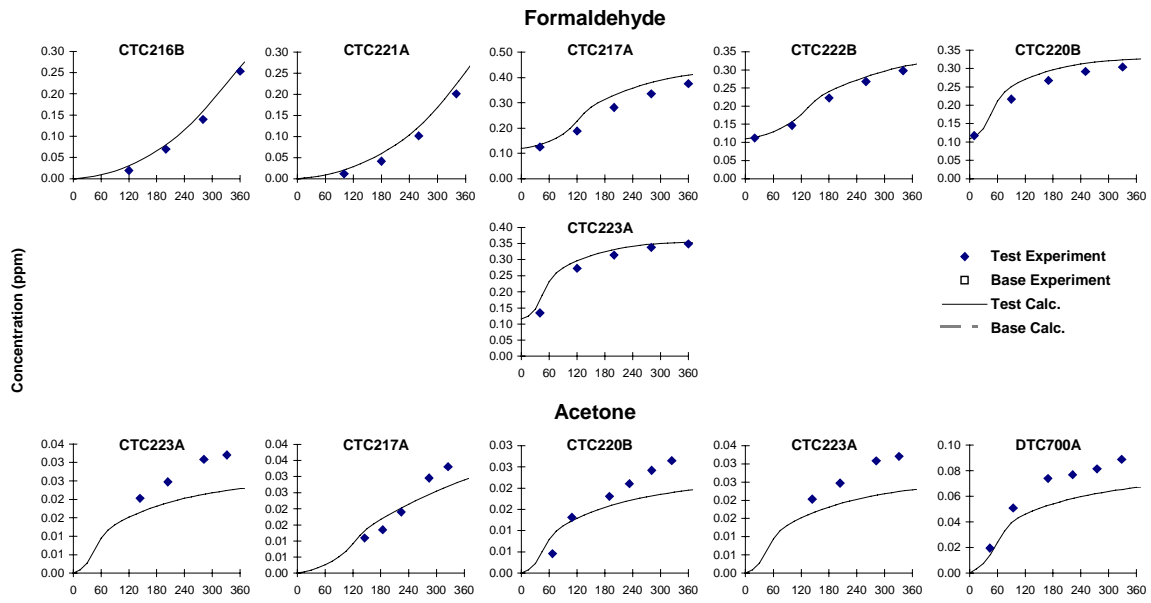 Formaldehyde
CTC216B CTC221A CTC217A CTC222B CTC220B
0.30 0.30 0.50 0.35 0.35
0.25 0.25 0.40 0.30 0.30
0.20 0.20 0.30 0.25 0.25
0.15 0.15 0.20 0.20 0.20
0.10 0.10 0.10 0.15 0.15
0.05 0.05 0.00 0.10 0.10
0.00 0.00 0.05 0.05
0.00 0.00
0 60 120 180 240 300 360 0 60 120 180 240 300 360 0 60 120 180 240 300 360 0 60 120 180 240 300 360 0 60 120 180 240 300 360
CTC223A
0.40
0.35
0.30
0.25
0.20
0.15
0.10
0.05
0.00
0 60 120 180 240 300 360
Test Experiment
Base Experiment
Test Calc.
Base Calc.
Concentration (ppm)
Acetone
CTC223A CTC217A CTC220B CTC223A DTC700A
0.04 0.04 0.03 0.04 0.10
0.03 0.03 0.03 0.03 0.08
0.03 0.03 0.02 0.03 0.06
0.02 0.02 0.02 0.02 0.04
0.02 0.02 0.01 0.02 0.02
0.01 0.01 0.01 0.01 0.00
0.01 0.01 0.00 0.01
0.00 0.00 0.00
0 60 120 180 240 300 360 0 60 120 180 240 300 360 0 60 120 180 240 300 360 0 60 120 180 240 300 360 0 60 120 180 240 300 360